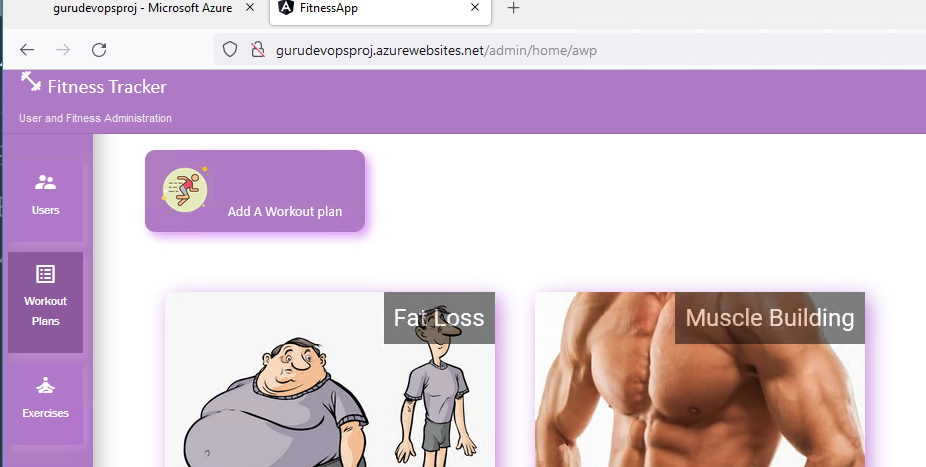 gurudevopsproj - Microsoft Azure
FitnessApp
gurudevopsproj.azurewebsites.net/admin/home/awp
Fitness Tracker
User and Fitness Administration
Users
Add A Workout plan
Workout
Plans
Exercises
Fat Loss
Muscle Building